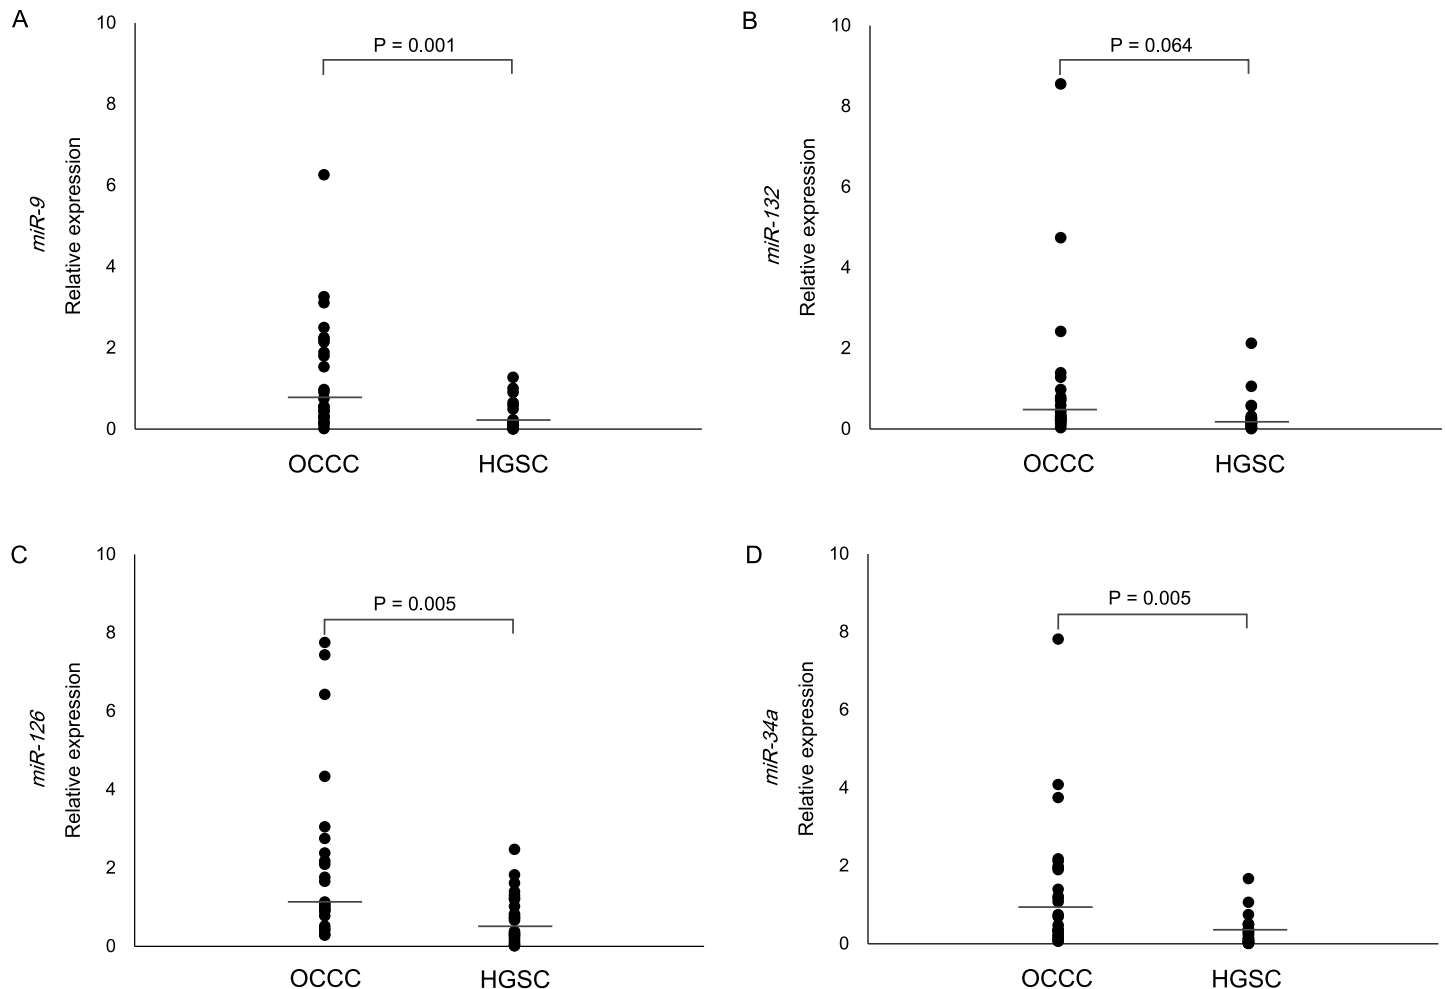 A
10
8
6
4
2
0
miR-9
Relative expression
P = 0.001
OCCC
HGSC
B
10
8
6
4
2
0
miR-132
Relative expression
P = 0.064
OCCC
HGSC
C
10
8
6
4
2
0
miR-126
Relative expression
P = 0.005
OCCC
HGSC
D
10
8
6
4
2
0
miR-34a
Relative expression
P = 0.005
OCCC
HGSC